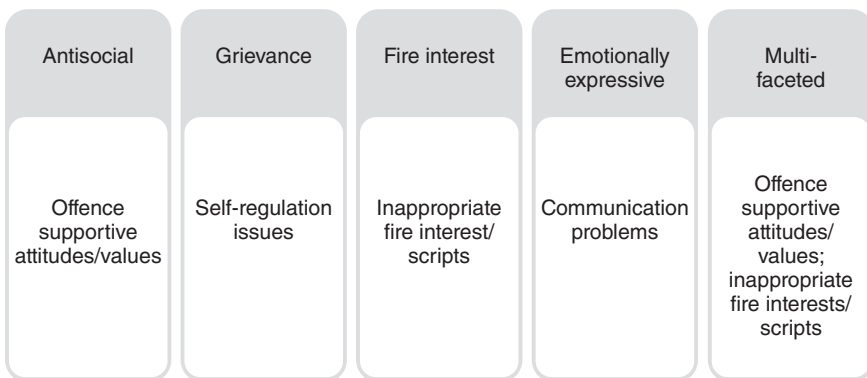 Antisocial
Grievance
Fire interest
Emotionally
expressive
Multi-
faceted
Offence
supportive
attitudes/values
Self-regulation
issues
Inappropriate
fire interest/
scripts
Communication
problems
Offence
supportive
attitudes/
values;
inappropriate
fire interests/
scripts